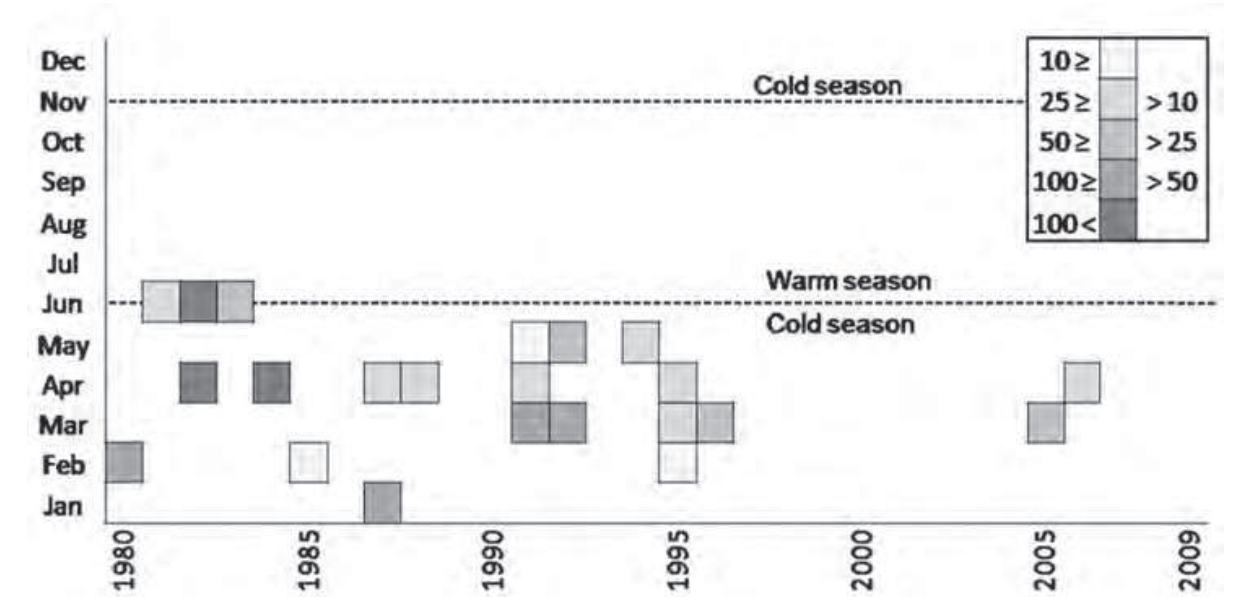 Dec
Nov
Oct
Sep
Aug
Jul
Jun
May
Apr
Mar
Feb
Jan
Cold season
Warm season
Cold season
10≥
25≥ >10
50≥ >25
100≥ >50
100<
1980 1985 1990 1995 2000 2005 2009